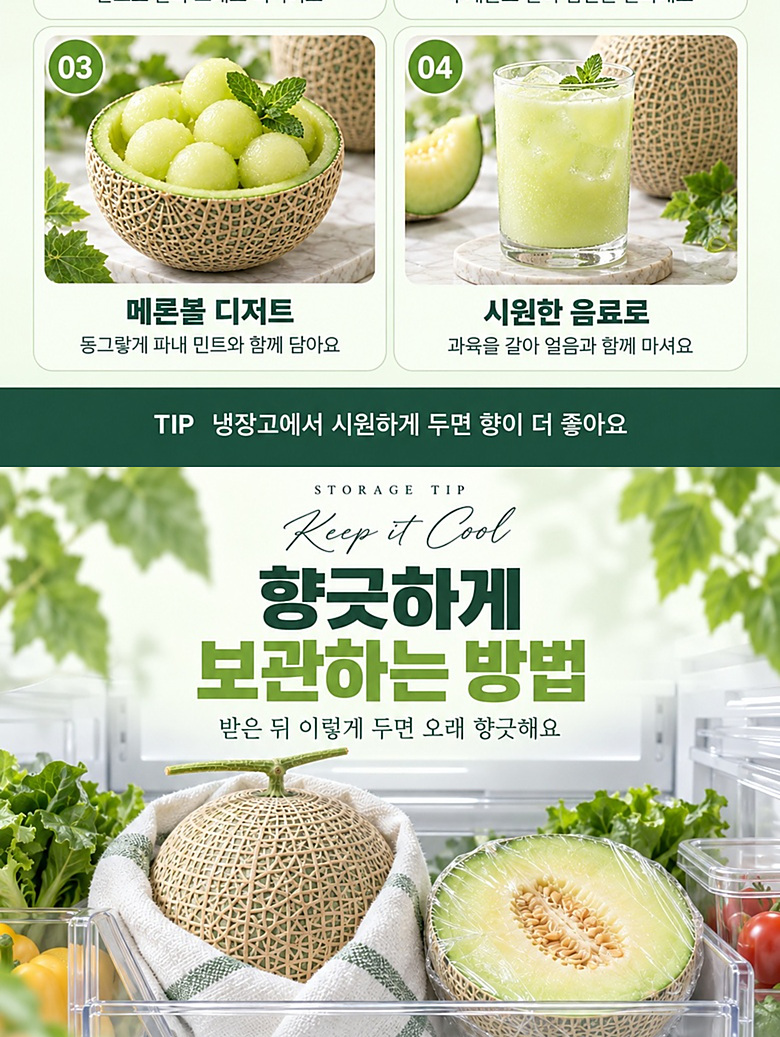 03
메론볼 디저트
동그랗게 파내 민트와 함께 담아요
04
시원한 음료로
과육을 갈아 얼음과 함께 마셔요
TIP 냉장고에서 시원하게 두면 향이 더 좋아요
STORAGE TIP
Keep it Cool
향긋하게
보관하는 방법
받은 뒤 이렇게 두면 오래 향긋해요